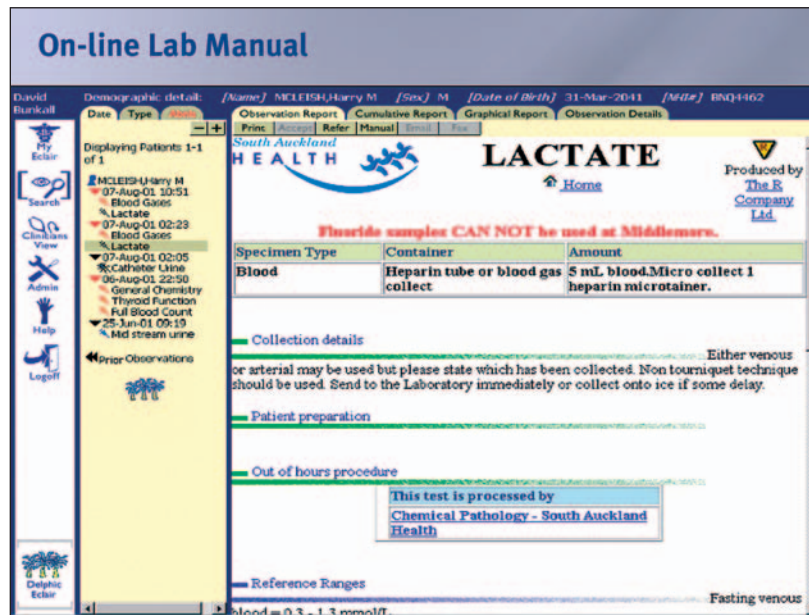 On-line Lab Manual
David Bunkall
Demographic detail: [Name] MCLEISH,Harry M [Sex] M [Date of Birth] 31-Mar-2041 [NHI#] BNQ4462
Date Type
Observation Report Cumulative Report Graphical Report Observation Details
Print Accept Refer Manual Email Fax
My Eclair
Search
Clinicians View
Admin
Help
Logoff
Delphic Eclair
- +
Displaying Patients 1-1
of 1
MCLEISH,Harry M
07-Aug-01 10:51
Blood Gases
Lactate
07-Aug-01 02:23
Blood Gases
Lactate
07-Aug-01 02:05
Catheter Urine
06-Aug-01 22:50
General Chemistry
Thyroid Function
Full Blood Count
25-Jun-01 09:19
Mid stream urine
Prior Observations
South Auckland
HEALTH
LACTATE
Home
Produced by
The R
Company
Ltd.
Fluoride samples CAN NOT be used at Middlemore.
Specimen Type Container Amount
Blood Heparin tube or blood gas 5 mL blood.Micro collect 1
collect heparin microtainer.
Collection details
Either venous
or arterial may be used but please state which has been collected. Non tourniquet technique
should be used. Send to the Laboratory immediately or collect onto ice if some delay.
Patient preparation
Out of hours procedure
This test is processed by
Chemical Pathology - South Auckland
Health
Reference Ranges
Fasting venous
blood = 0.3 - 1.3 mmol/L